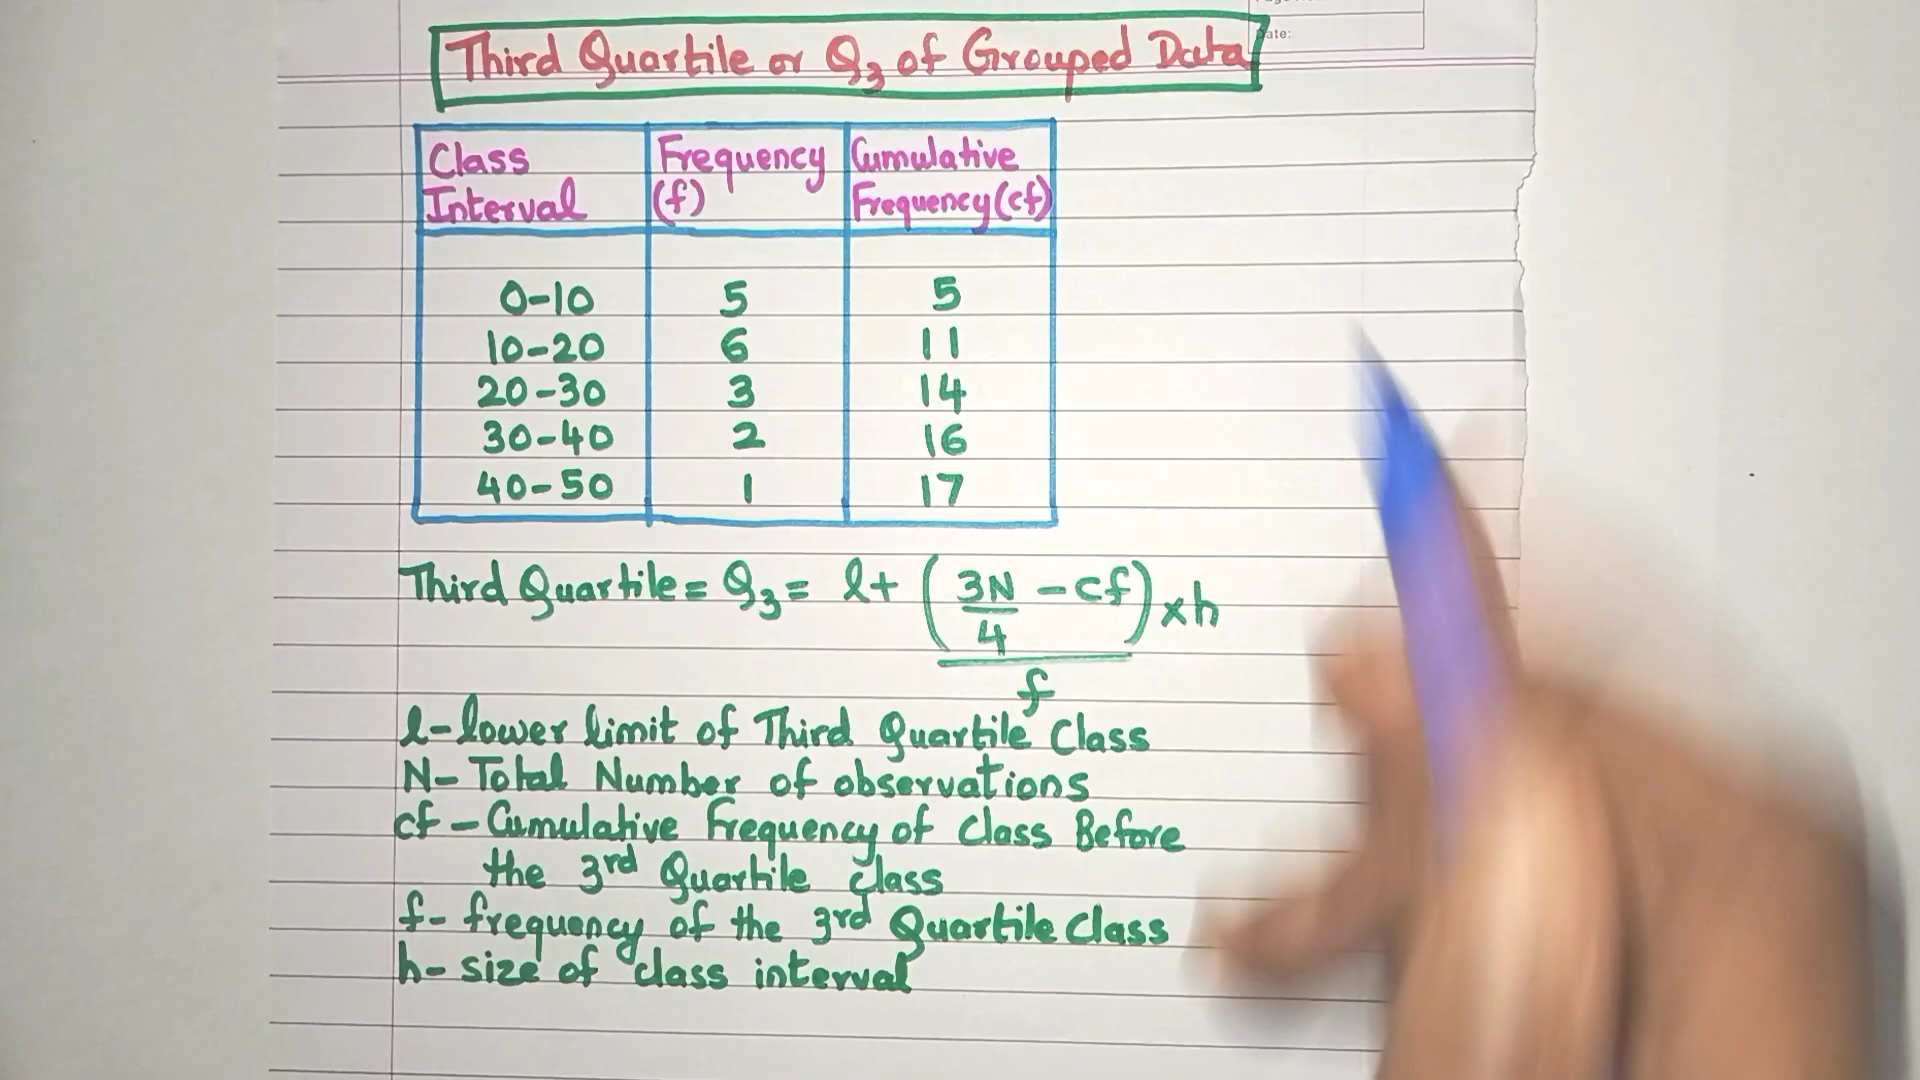 Date:
Third Quartile or Q3 of Grouped Data
Class Interval Frequency (f) Cumulative Frequency (cf)
0-10 5 5
10-20 6 11
20-30 3 14
30-40 2 16
40-50 1 17
Third Quartile = Q3 = l + (3N/4 - cf)/f × h
l - lower limit of Third Quartile Class
N - Total Number of observations
cf - Cumulative Frequency of class Before
the 3rd Quartile class
f - frequency of the 3rd Quartile Class
h - size of class interval